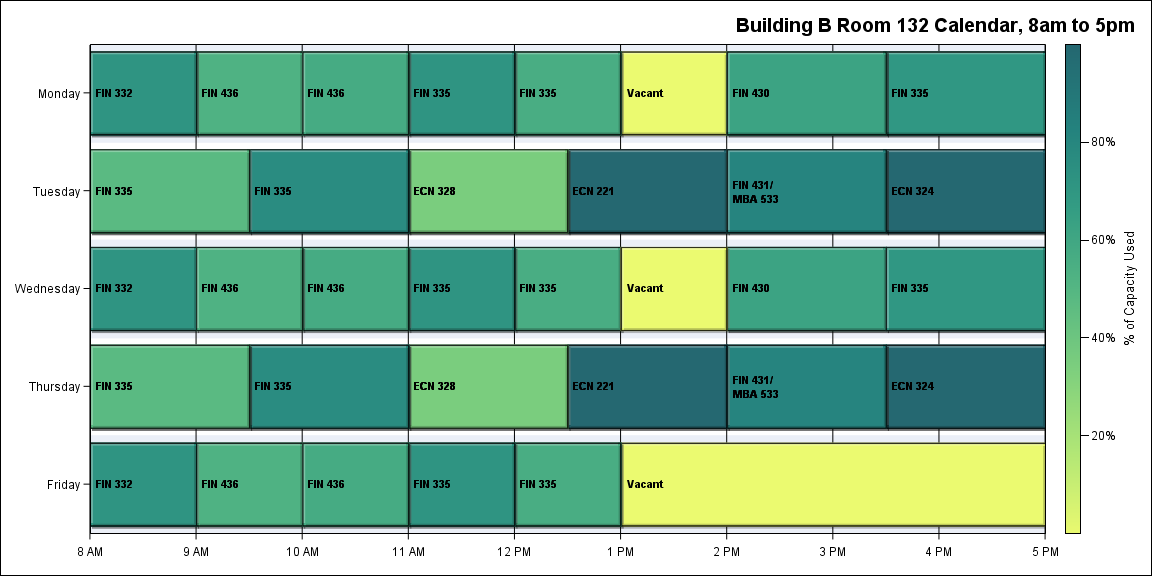 Building B Room 132 Calendar, 8am to 5pm
Monday
FIN 332
FIN 436
FIN 436
FIN 335
FIN 335
Vacant
FIN 430
FIN 335
Tuesday
FIN 335
FIN 335
ECN 328
ECN 221
FIN 431/
MBA 533
ECN 324
Wednesday
FIN 332
FIN 436
FIN 436
FIN 335
FIN 335
Vacant
FIN 430
FIN 335
Thursday
FIN 335
FIN 335
ECN 328
ECN 221
FIN 431/
MBA 533
ECN 324
Friday
FIN 332
FIN 436
FIN 436
FIN 335
FIN 335
Vacant
8 AM
9 AM
10 AM
11 AM
12 PM
1 PM
2 PM
3 PM
4 PM
5 PM
80%
60%
40%
20%
% of Capacity Used